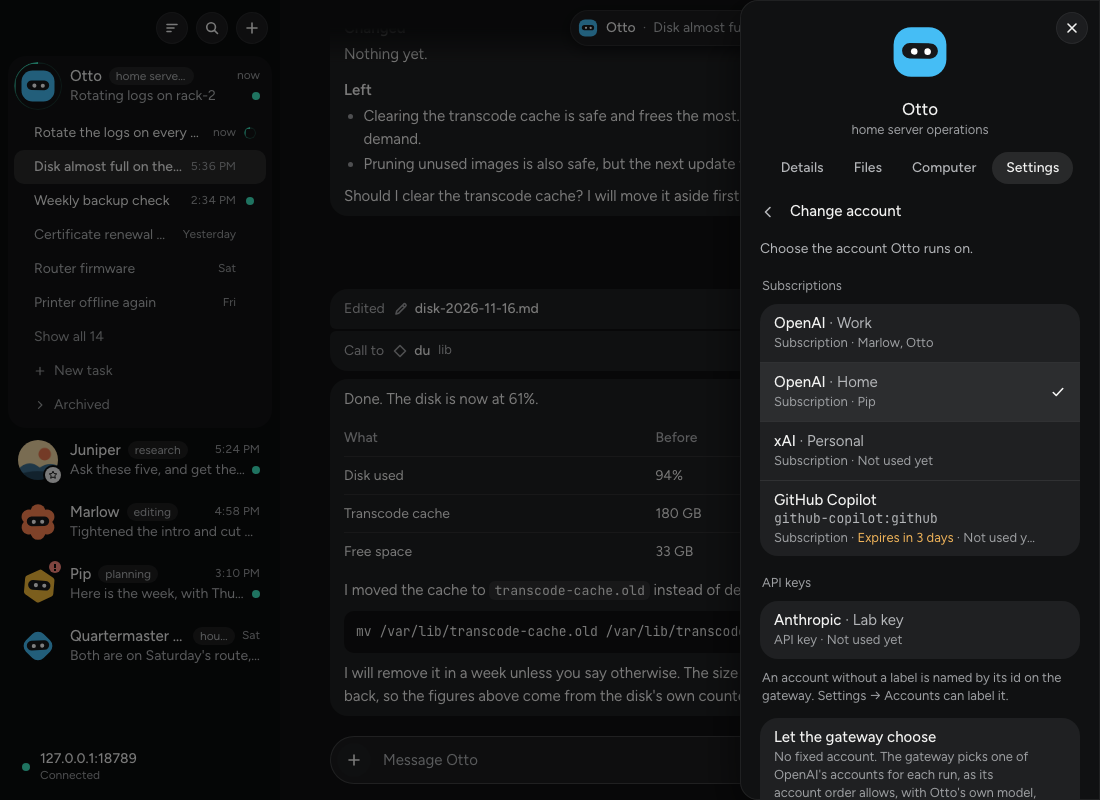 Otto
home serve...
now
Rotating logs on rack-2
Rotate the logs on every ...
now
Disk almost full on the...
5:36 PM
Weekly backup check
2:34 PM
Certificate renewal ...
Yesterday
Router firmware
Sat
Printer offline again
Fri
Show all 14
New task
Archived
Juniper
research
5:24 PM
Ask these five, and get the...
Marlow
editing
4:58 PM
Tightened the intro and cut ...
Pip
planning
3:10 PM
Here is the week, with Thu...
Quartermaster ...
hou...
Sat
Both are on Saturday's route,...
127.0.0.1:18789
Connected
Otto · Disk almost fu
Nothing yet.
Left
• Clearing the transcode cache is safe and frees the most.
demand.
• Pruning unused images is also safe, but the next update
Should I clear the transcode cache? I will move it aside first
Edited disk-2026-11-16.md
Call to du lib
Done. The disk is now at 61%.
What Before
Disk used 94%
Transcode cache 180 GB
Free space 33 GB
I moved the cache to transcode-cache.old instead of de
mv /var/lib/transcode-cache.old /var/lib/transcode
I will remove it in a week unless you say otherwise. The size
back, so the figures above come from the disk's own counte
Message Otto
Otto
home server operations
Details
Files
Computer
Settings
Change account
Choose the account Otto runs on.
Subscriptions
OpenAI · Work
Subscription · Marlow, Otto
OpenAI · Home
Subscription · Pip
xAI · Personal
Subscription · Not used yet
GitHub Copilot
github-copilot:github
Subscription · Expires in 3 days · Not used y...
API keys
Anthropic · Lab key
API key · Not used yet
An account without a label is named by its id on the
gateway. Settings → Accounts can label it.
Let the gateway choose
No fixed account. The gateway picks one of
OpenAI's accounts for each run, as its
account order allows, with Otto's own model,